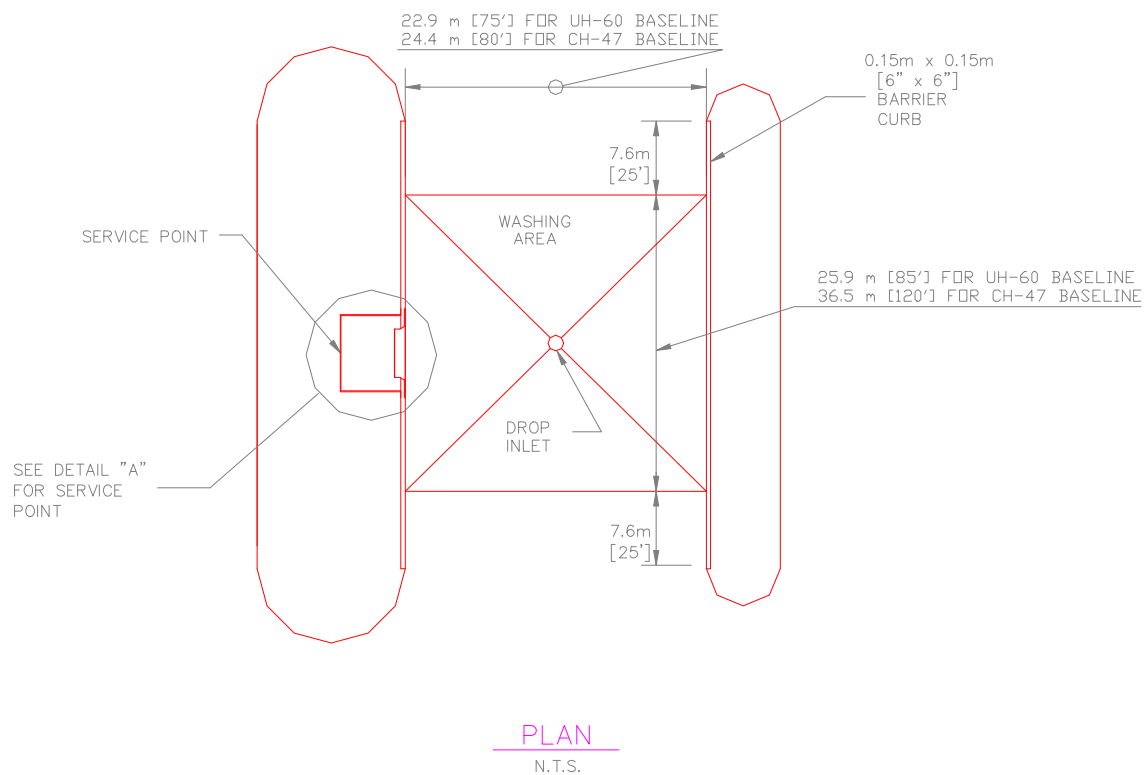 22.9 m [75'] FOR UH-60 BASELINE
24.4 m [80'] FOR CH-47 BASELINE
0.15m x 0.15m
[6" x 6"]
BARRIER
CURB
7.6m
[25']
WASHING
AREA
SERVICE POINT
25.9 m [85'] FOR UH-60 BASELINE
36.5 m [120'] FOR CH-47 BASELINE
DROP
INLET
SEE DETAIL "A"
FOR SERVICE
POINT
7.6m
[25']
PLAN
N.T.S.